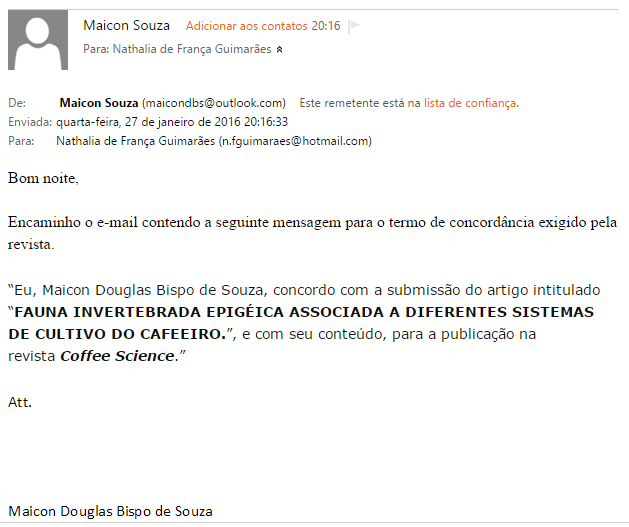 Maicon Souza Adicionar aos contatos 20:16
Para: Nathalia de França Guimarães
De: Maicon Souza (maicondbs@outlook.com) Este remetente está na lista de confiança.
Enviada: quarta-feira, 27 de janeiro de 2016 20:16:33
Para: Nathalia de França Guimarães (n.fguimaraes@hotmail.com)
Bom noite,
Encaminho o e-mail contendo a seguinte mensagem para o termo de concordância exigido pela
revista.
“Eu, Maicon Douglas Bispo de Souza, concordo com a submissão do artigo intitulado
“FAUNA INVERTEBRADA EPIGÉICA ASSOCIADA A DIFERENTES SISTEMAS
DE CULTIVO DO CAFEEIRO.”, e com seu conteúdo, para a publicação na
revista Coffee Science.”
Att.
Maicon Douglas Bispo de Souza